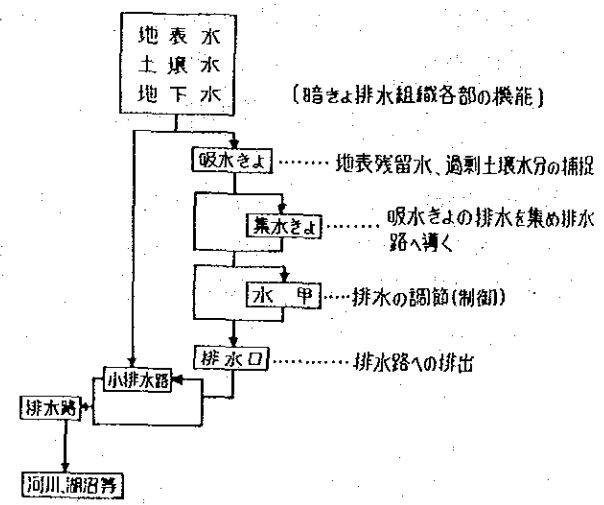 地表水
土壌水
地下水
〔暗きょ排水組織各部の機能〕
吸水きょ ‥‥‥‥ 地表残留水、過剰土壌水分の捕捉
集水きょ ‥‥‥‥ 吸水きょの排水を集め排水
路へ導く
水甲 ‥‥‥ 排水の調節(制御)
排水口 ‥‥‥‥‥‥ 排水路への排出
小排水路
排水路
河川、湖沼等